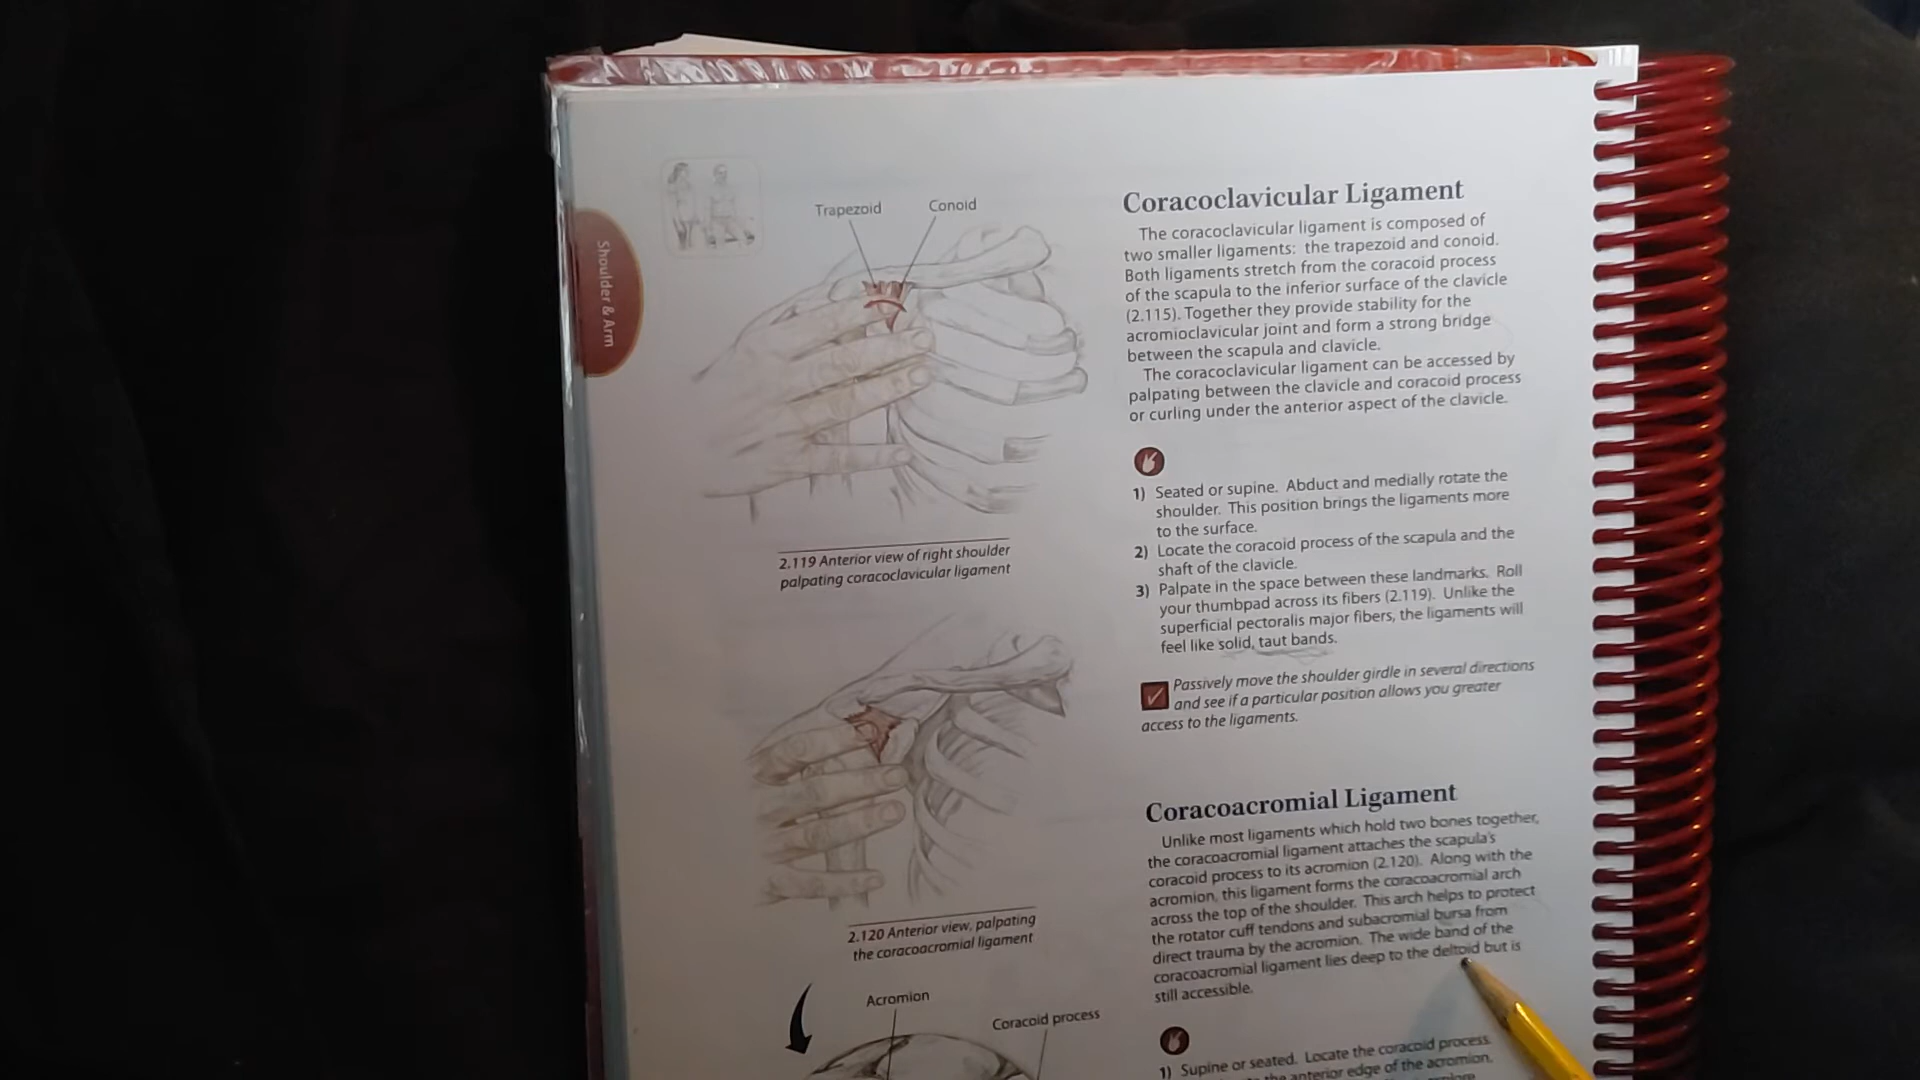 Shoulder & Arm
Trapezoid
Conoid
2.119 Anterior view of right shoulder
palpating coracoclavicular ligament
2.120 Anterior view, palpating
the coracoacromial ligament
Acromion
Coracoid process
Coracoclavicular Ligament
The coracoclavicular ligament is composed of
two smaller ligaments: the trapezoid and conoid.
Both ligaments stretch from the coracoid process
of the scapula to the inferior surface of the clavicle
(2.115). Together they provide stability for the
acromioclavicular joint and form a strong bridge
between the scapula and clavicle.
The coracoclavicular ligament can be accessed by
palpating between the clavicle and coracoid process
or curling under the anterior aspect of the clavicle.
1) Seated or supine. Abduct and medially rotate the
shoulder. This position brings the ligaments more
to the surface.
2) Locate the coracoid process of the scapula and the
shaft of the clavicle.
3) Palpate in the space between these landmarks. Roll
your thumbpad across its fibers (2.119). Unlike the
superficial pectoralis major fibers, the ligaments will
feel like solid, taut bands.
Passively move the shoulder girdle in several directions
and see if a particular position allows you greater
access to the ligaments.
Coracoacromial Ligament
Unlike most ligaments which hold two bones together,
the coracoacromial ligament attaches the scapula's
coracoid process to its acromion (2.120). Along with the
acromion, this ligament forms the coracoacromial arch
across the top of the shoulder. This arch helps to protect
the rotator cuff tendons and subacromial bursa from
direct trauma by the acromion. The wide band of the
coracoacromial ligament lies deep to the deltoid but is
still accessible.
1) Supine or seated. Locate the coracoid process
the anterior edge of the acromion.